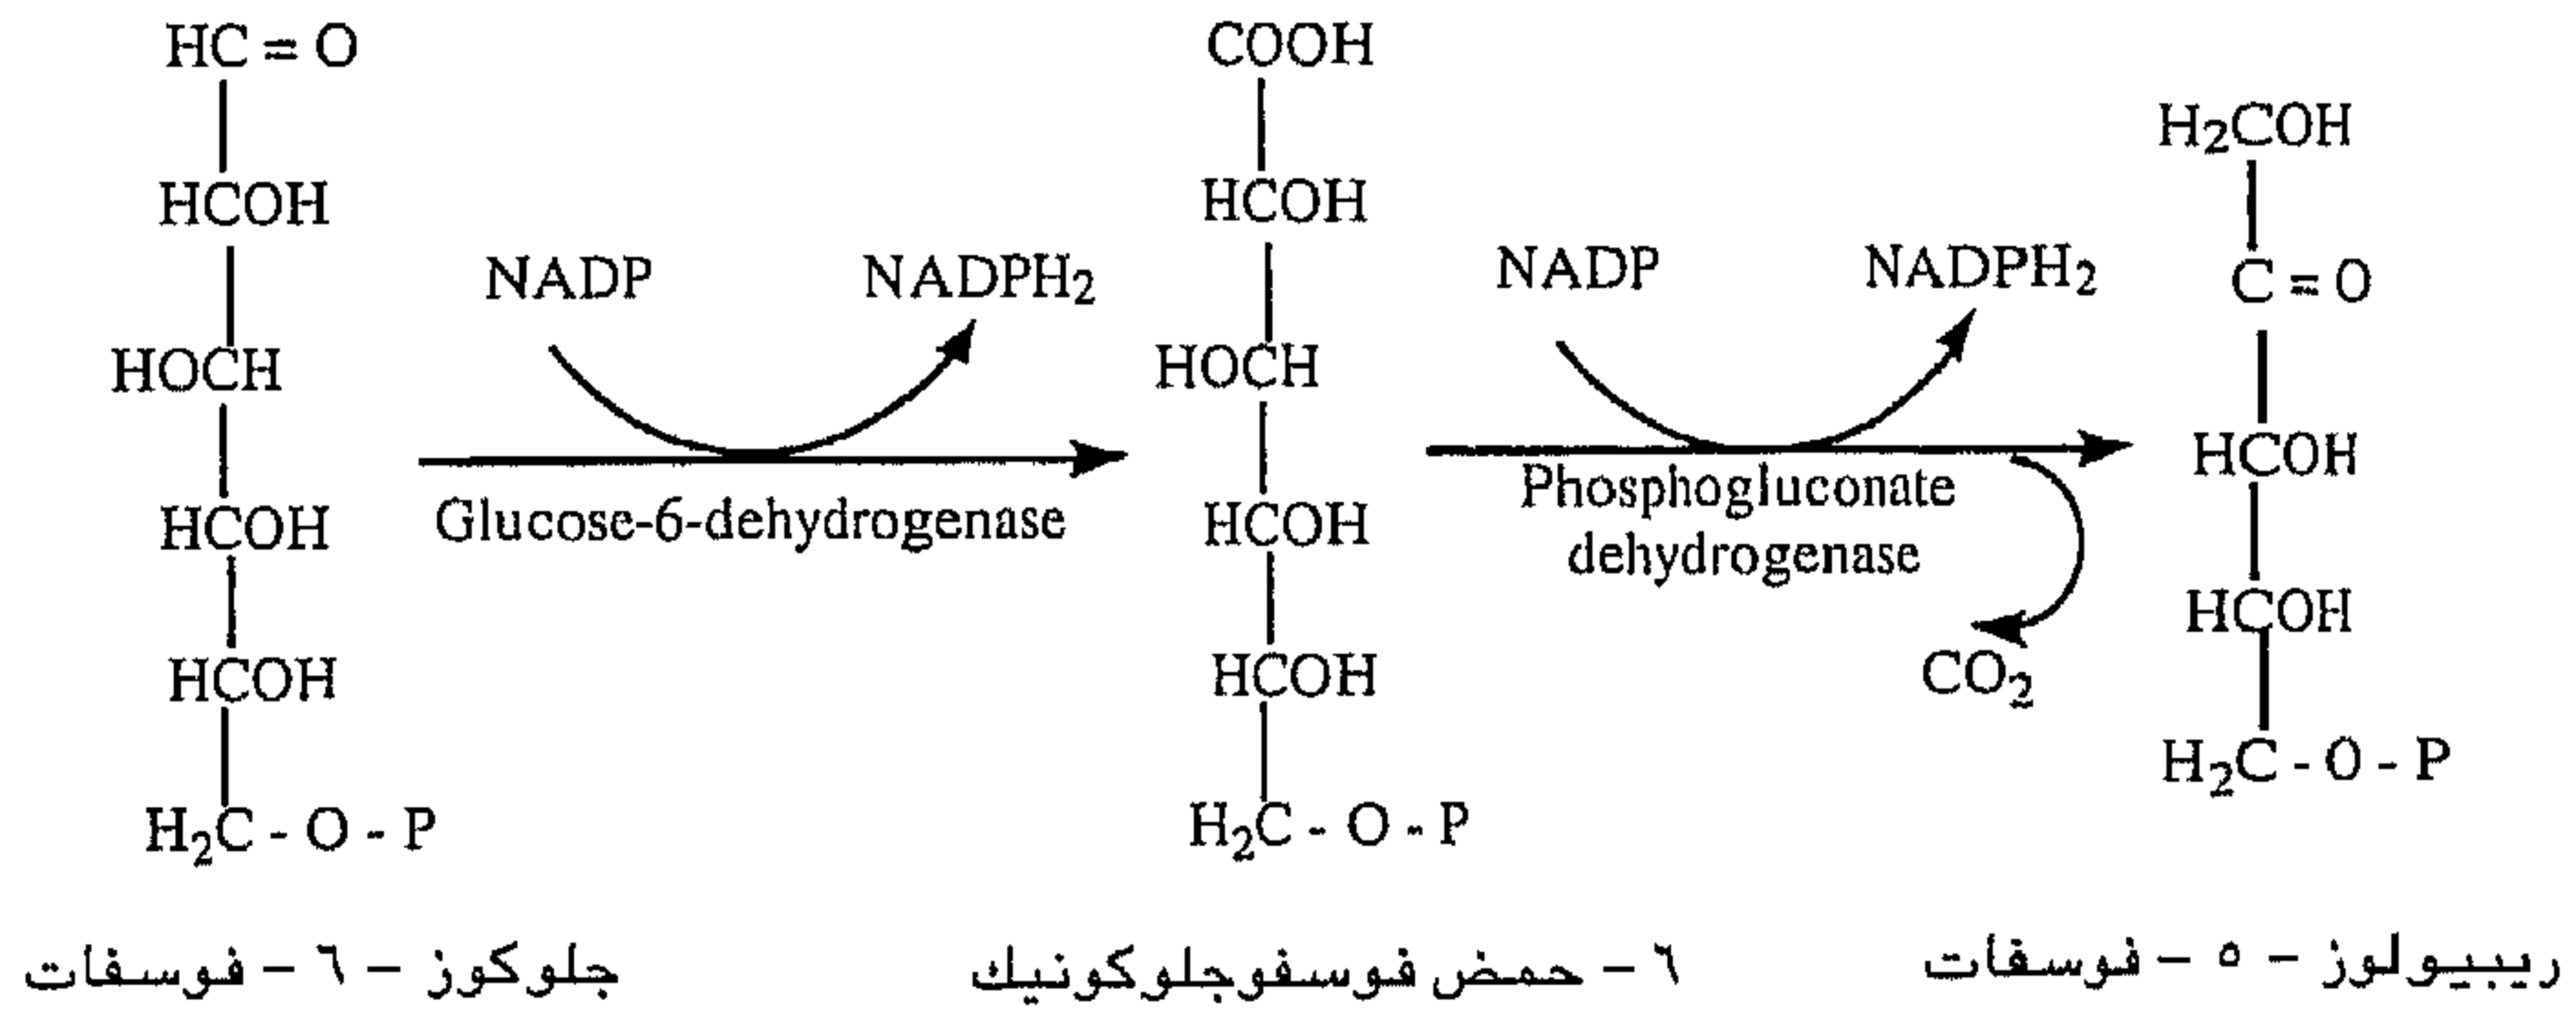 HC = O
HCOH
HOCH
HCOH
HCOH
H₂C - O - P
NADP
NADPH₂
Glucose-6-dehydrogenase
COOH
HCOH
HOCH
HCOH
HCOH
H₂C - O - P
NADP
NADPH₂
Phosphogluconate
dehydrogenase
CO₂
H₂COH
C = O
HCOH
HCOH
H₂C - O - P
جلوكوز - ٦ - فوسفات
٦ - حمض فوسفوجلوكونيك
ريبيولوز - ٥ - فوسفات